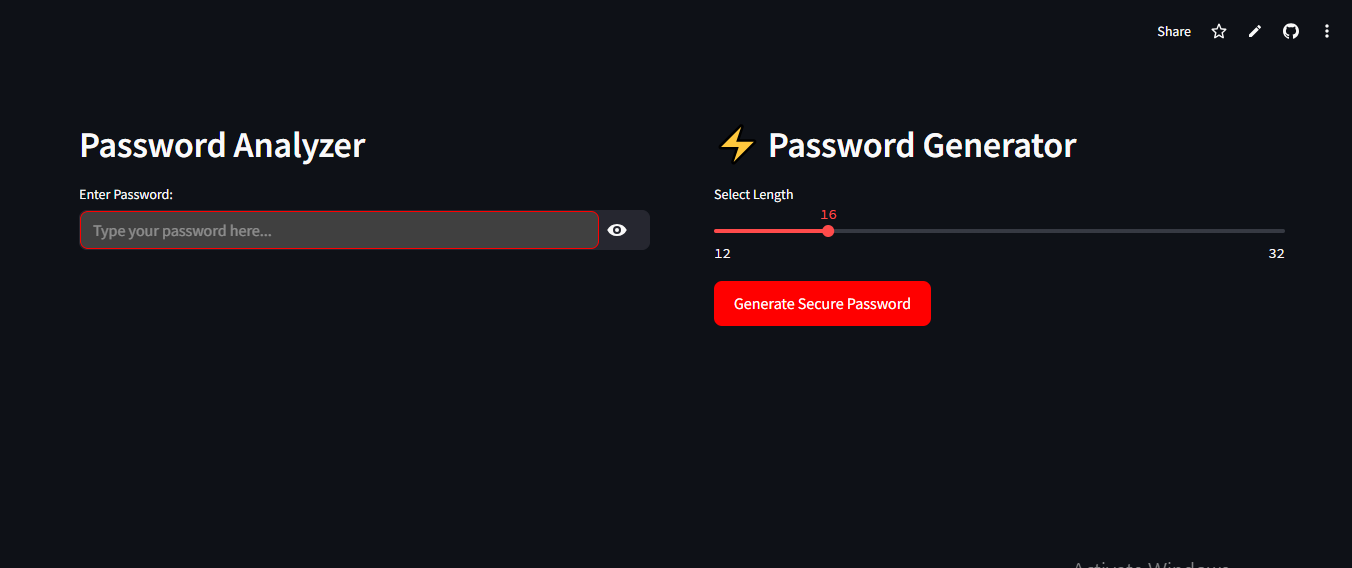 Share
Password Analyzer
Enter Password:
Type your password here...
⚡ Password Generator
Select Length
16
12
32
Generate Secure Password
Activate Windows